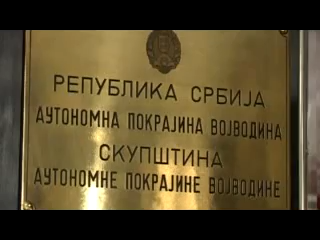 РЕПУБЛИКА СРБИЈА
АУТОНОМНА ПОКРАЈИНА ВОЈВОДИНА
СКУПШТИНА
АУТОНОМНЕ ПОКРАЈИНЕ ВОЈВОДИНЕ